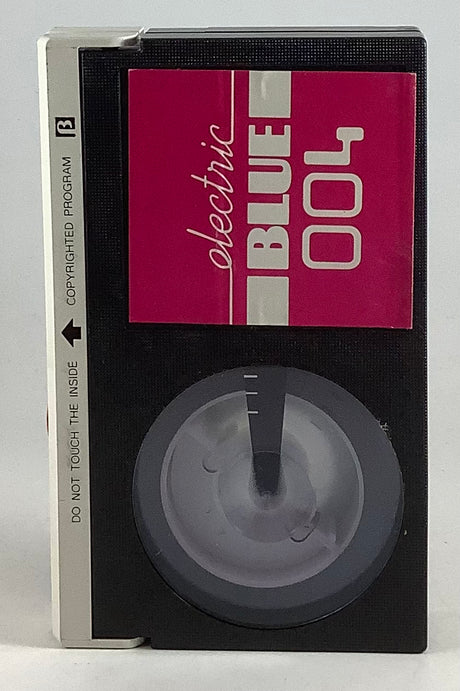 DO NOT TOUCH THE INSIDE COPYRIGHTED PROGRAM β
electric
BLUE
004